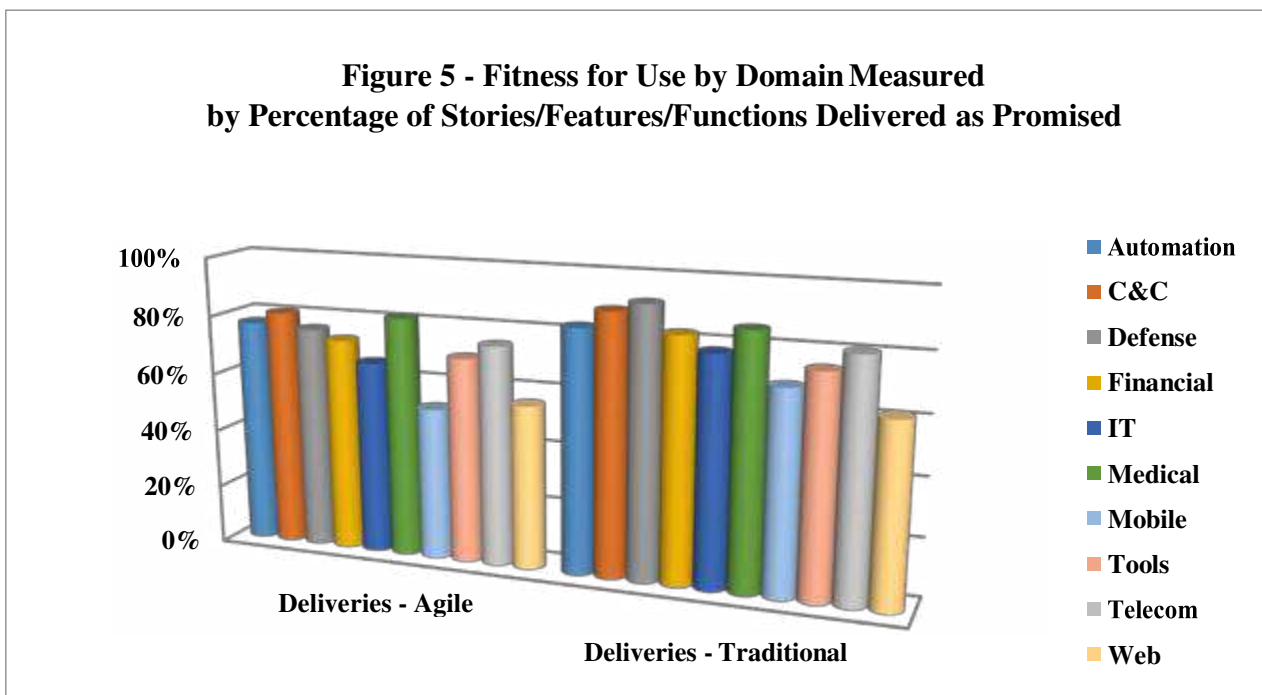 Figure 5 - Fitness for Use by Domain Measured
by Percentage of Stories/Features/Functions Delivered as Promised
100%
80%
60%
40%
20%
0%
Deliveries - Agile
Deliveries - Traditional
Automation
C&C
Defense
Financial
IT
Medical
Mobile
Tools
Telecom
Web